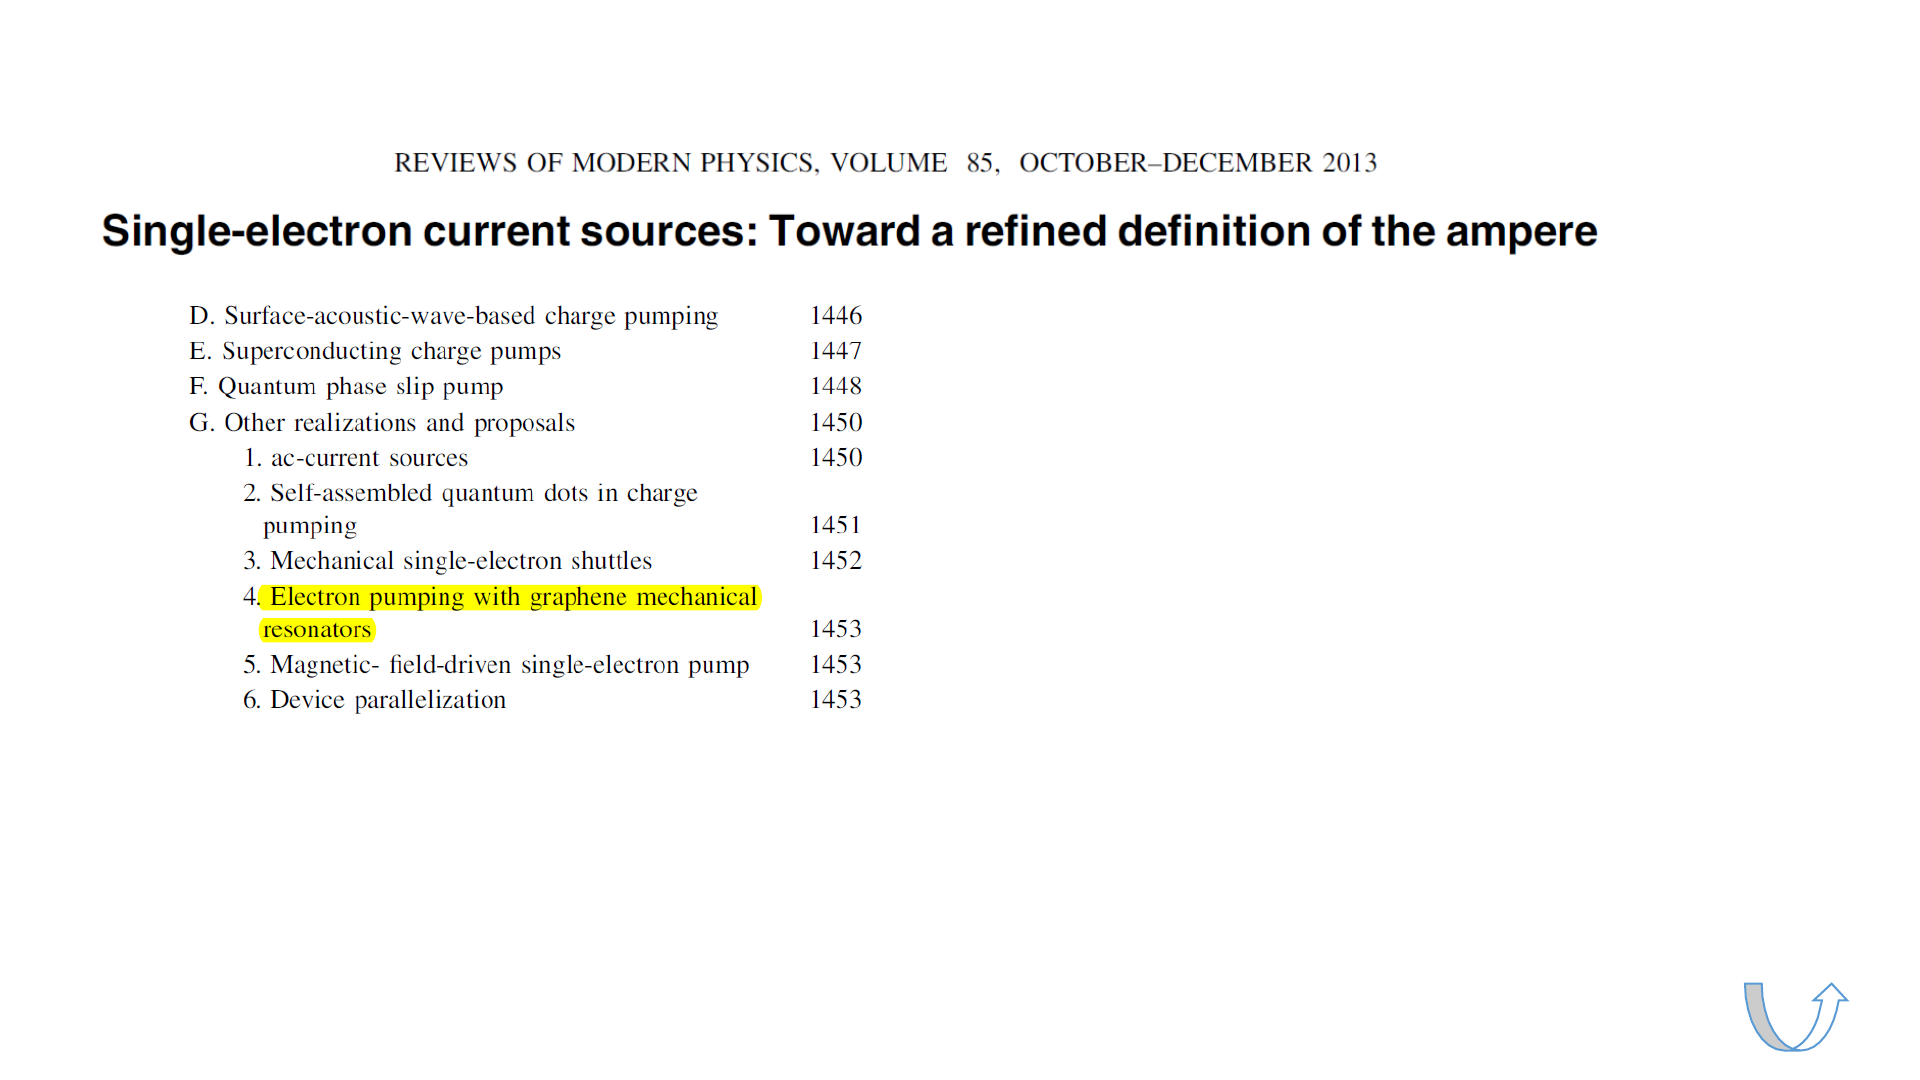 REVIEWS OF MODERN PHYSICS, VOLUME 85, OCTOBER–DECEMBER 2013
Single-electron current sources: Toward a refined definition of the ampere
D. Surface-acoustic-wave-based charge pumping 1446
E. Superconducting charge pumps 1447
F. Quantum phase slip pump 1448
G. Other realizations and proposals 1450
1. ac-current sources 1450
2. Self-assembled quantum dots in charge
pumping 1451
3. Mechanical single-electron shuttles 1452
4. Electron pumping with graphene mechanical
resonators 1453
5. Magnetic- field-driven single-electron pump 1453
6. Device parallelization 1453